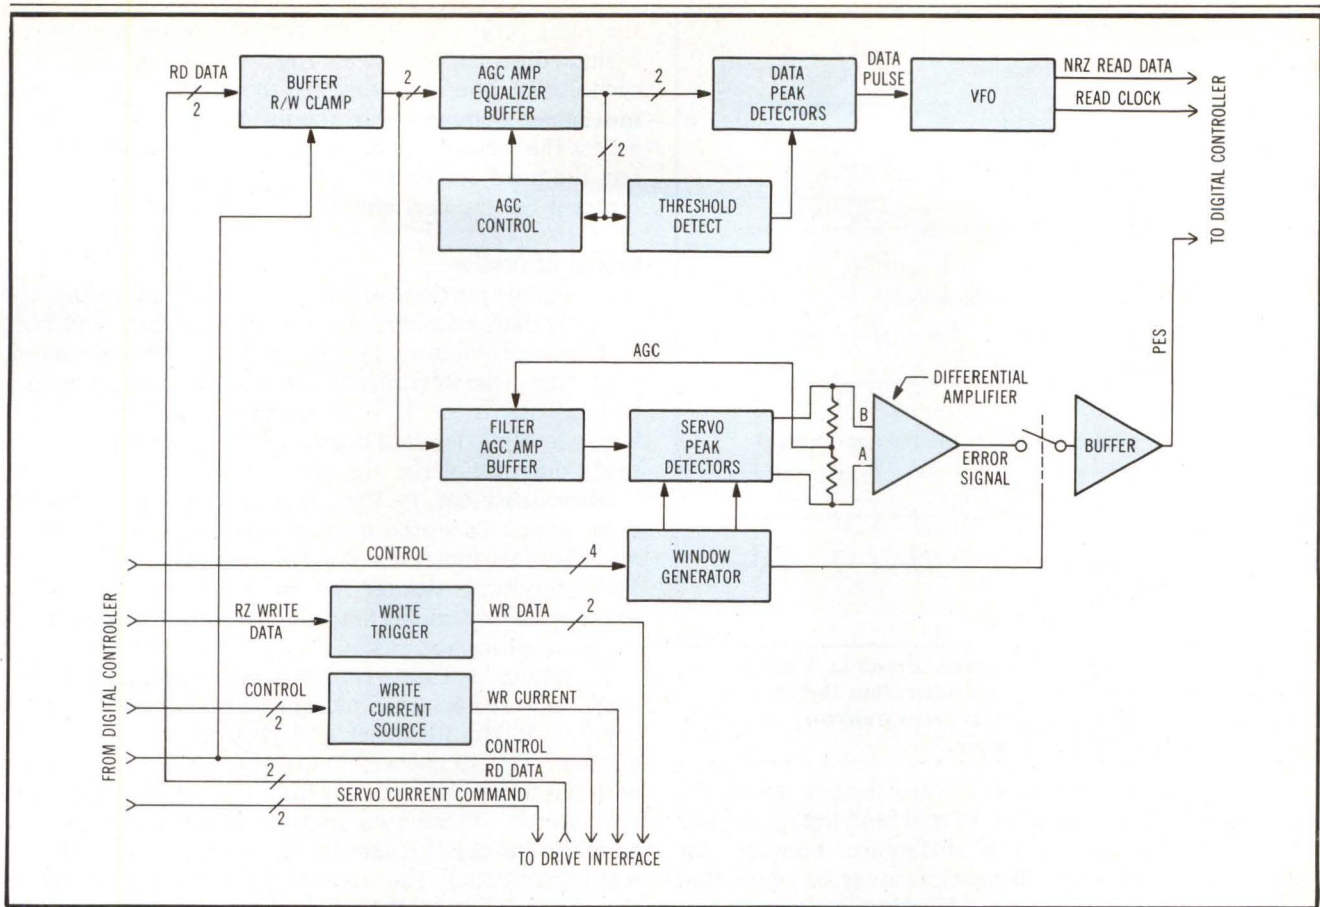 RD DATA
2
BUFFER
R/W CLAMP
2
AGC AMP
EQUALIZER
BUFFER
2
DATA
PEAK
DETECTORS
DATA
PULSE
VFO
NRZ READ DATA
READ CLOCK
TO DIGITAL CONTROLLER
2
AGC
CONTROL
THRESHOLD
DETECT
AGC
FILTER
AGC AMP
BUFFER
SERVO
PEAK
DETECTORS
B
A
DIFFERENTIAL
AMPLIFIER
ERROR
SIGNAL
BUFFER
PES
CONTROL
4
WINDOW
GENERATOR
FROM DIGITAL CONTROLLER
RZ WRITE
DATA
WRITE
TRIGGER
WR DATA
2
CONTROL
2
WRITE
CURRENT
SOURCE
WR CURRENT
CONTROL
2
RD DATA
SERVO CURRENT COMMAND
2
TO DRIVE INTERFACE